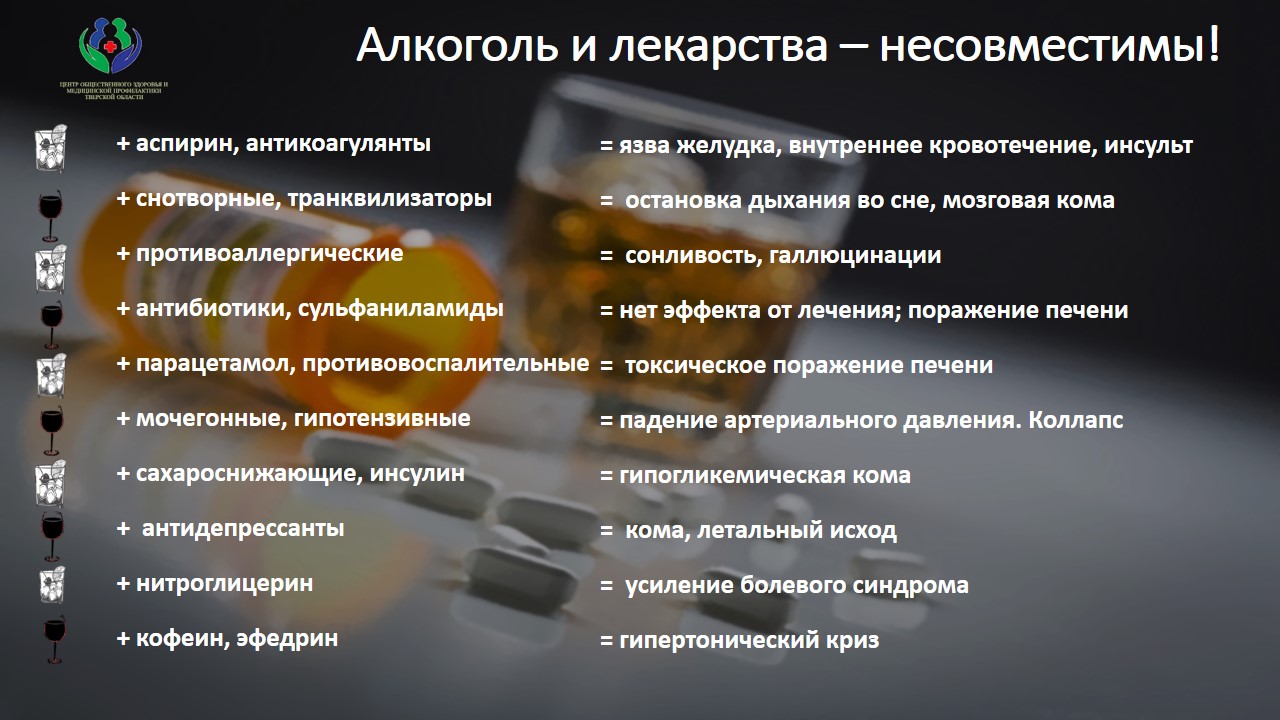 Алкоголь и лекарства – несовместимы!
ЦЕНТР ОБЩЕСТВЕННОГО ЗДОРОВЬЯ И
МЕДИЦИНСКОЙ ПРОФИЛАКТИКИ
ТВЕРСКОЙ ОБЛАСТИ
+ аспирин, антикоагулянты = язва желудка, внутреннее кровотечение, инсульт
+ снотворные, транквилизаторы = остановка дыхания во сне, мозговая кома
+ противоаллергические = сонливость, галлюцинации
+ антибиотики, сульфаниламиды = нет эффекта от лечения; поражение печени
+ парацетамол, противовоспалительные = токсическое поражение печени
+ мочегонные, гипотензивные = падение артериального давления. Коллапс
+ сахароснижающие, инсулин = гипогликемическая кома
+ антидепрессанты = кома, летальный исход
+ нитроглицерин = усиление болевого синдрома
+ кофеин, эфедрин = гипертонический криз